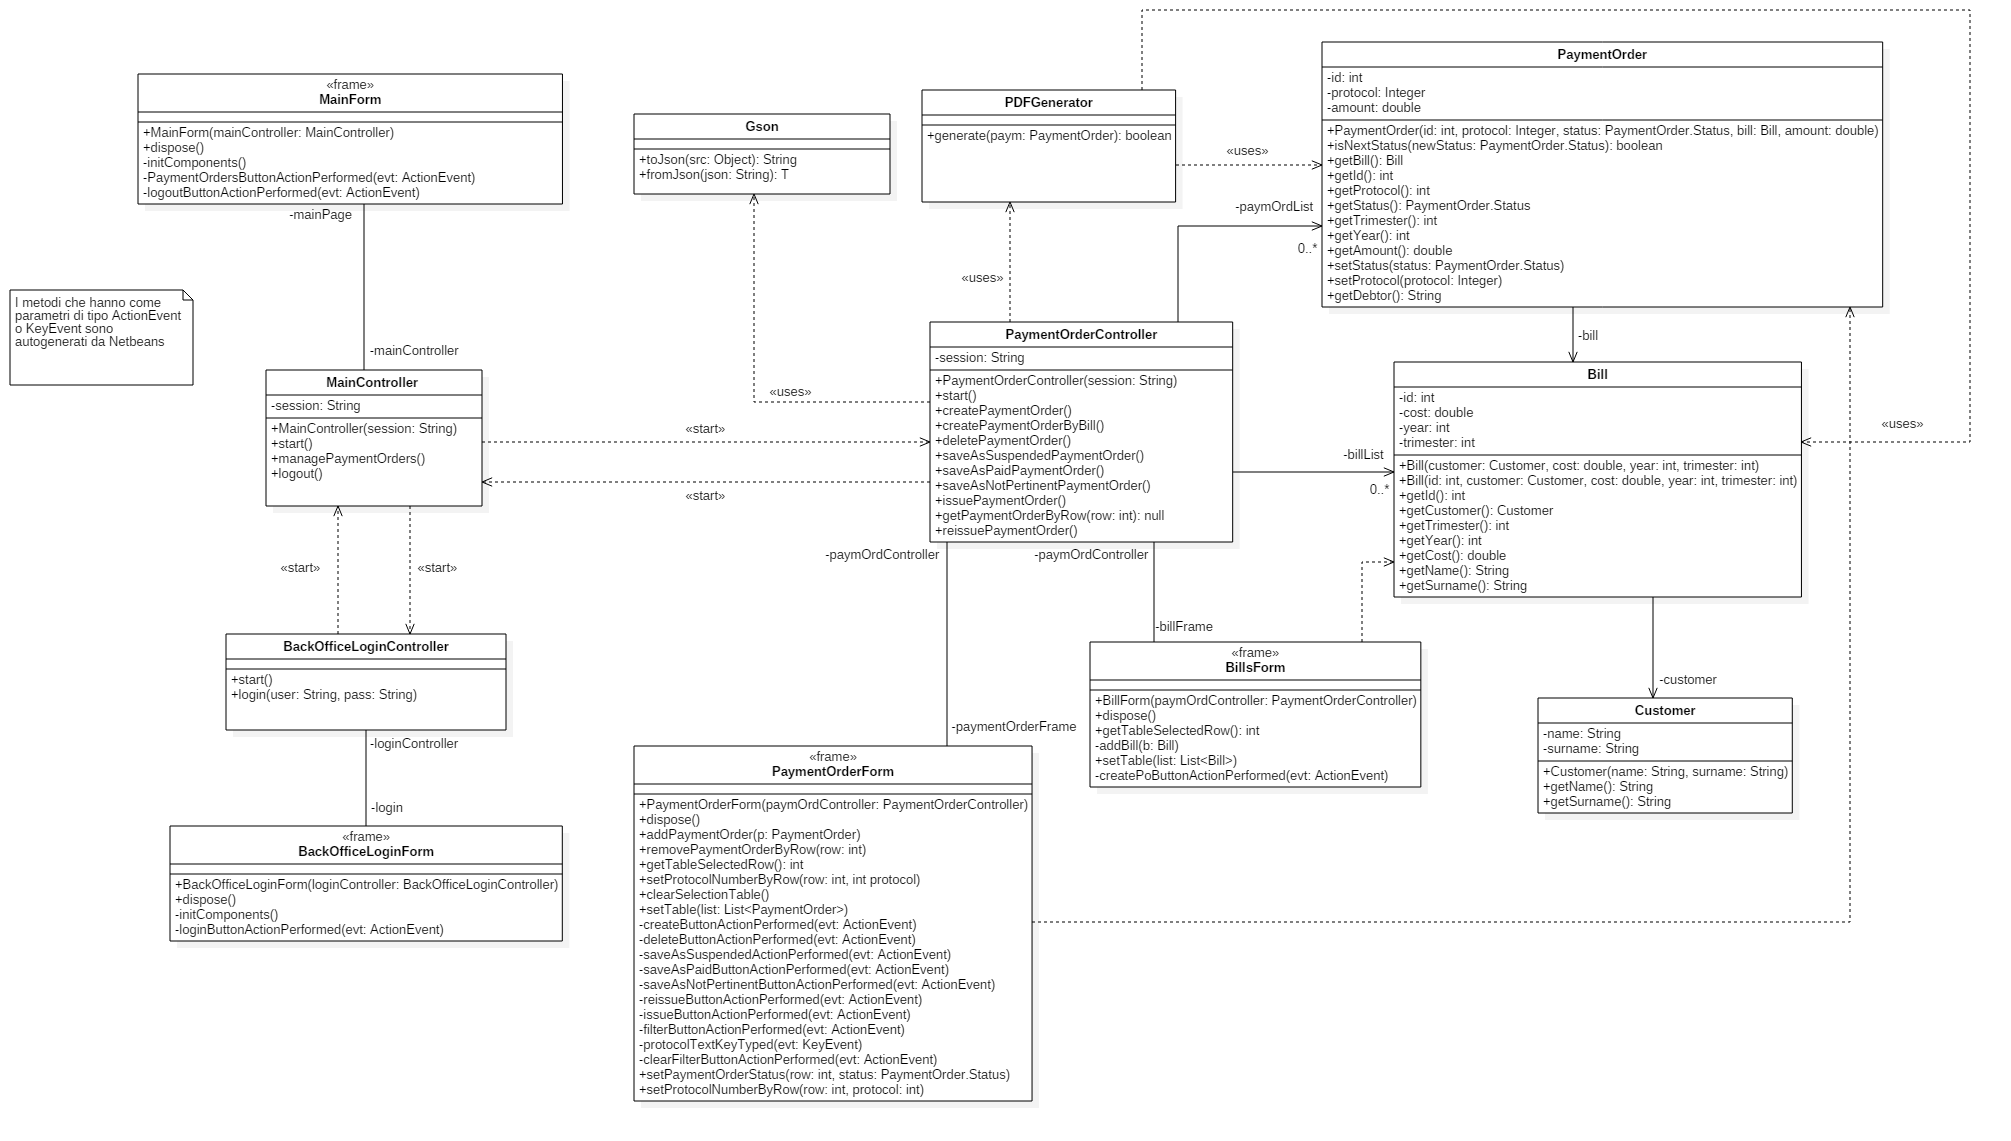 «frame»
MainForm
+MainForm(mainController: MainController)
+dispose()
-initComponents()
-PaymentOrdersButtonActionPerformed(evt: ActionEvent)
-logoutButtonActionPerformed(evt: ActionEvent)
-mainPage
-mainController
I metodi che hanno come
parametri di tipo ActionEvent
o KeyEvent sono
autogenerati da Netbeans
MainController
-session: String
+MainController(session: String)
+start()
+managePaymentOrders()
+logout()
«start»
«start»
«start»
«start»
BackOfficeLoginController
+start()
+login(user: String, pass: String)
-loginController
-login
«frame»
BackOfficeLoginForm
+BackOfficeLoginForm(loginController: BackOfficeLoginController)
+dispose()
-initComponents()
-loginButtonActionPerformed(evt: ActionEvent)
Gson
+toJson(src: Object): String
+fromJson(json: String): T
«uses»
PDFGenerator
+generate(paym: PaymentOrder): boolean
«uses»
«uses»
-paymOrdList
0..*
PaymentOrderController
-session: String
+PaymentOrderController(session: String)
+start()
+createPaymentOrder()
+createPaymentOrderByBill()
+deletePaymentOrder()
+saveAsSuspendedPaymentOrder()
+saveAsPaidPaymentOrder()
+saveAsNotPertinentPaymentOrder()
+issuePaymentOrder()
+getPaymentOrderByRow(row: int): null
+reissuePaymentOrder()
-paymOrdController
-paymOrdController
-billList
0..*
-billFrame
-paymentOrderFrame
«frame»
PaymentOrderForm
+PaymentOrderForm(paymOrdController: PaymentOrderController)
+dispose()
+addPaymentOrder(p: PaymentOrder)
+removePaymentOrderByRow(row: int)
+getTableSelectedRow(): int
+setProtocolNumberByRow(row: int, int protocol)
+clearSelectionTable()
+setTable(list: List<PaymentOrder>)
-createButtonActionPerformed(evt: ActionEvent)
-deleteButtonActionPerformed(evt: ActionEvent)
-saveAsSuspendedActionPerformed(evt: ActionEvent)
-saveAsPaidButtonActionPerformed(evt: ActionEvent)
-saveAsNotPertinentButtonActionPerformed(evt: ActionEvent)
-reissueButtonActionPerformed(evt: ActionEvent)
-issueButtonActionPerformed(evt: ActionEvent)
-filterButtonActionPerformed(evt: ActionEvent)
-protocolTextKeyTyped(evt: KeyEvent)
-clearFilterButtonActionPerformed(evt: ActionEvent)
+setPaymentOrderStatus(row: int, status: PaymentOrder.Status)
+setProtocolNumberByRow(row: int, protocol: int)
«frame»
BillsForm
+BillForm(paymOrdController: PaymentOrderController)
+dispose()
+getTableSelectedRow(): int
-addBill(b: Bill)
+setTable(list: List<Bill>)
-createPoButtonActionPerformed(evt: ActionEvent)
PaymentOrder
-id: int
-protocol: Integer
-amount: double
+PaymentOrder(id: int, protocol: Integer, status: PaymentOrder.Status, bill: Bill, amount: double)
+isNextStatus(newStatus: PaymentOrder.Status): boolean
+getBill(): Bill
+getId(): int
+getProtocol(): int
+getStatus(): PaymentOrder.Status
+getTrimester(): int
+getYear(): int
+getAmount(): double
+setStatus(status: PaymentOrder.Status)
+setProtocol(protocol: Integer)
+getDebtor(): String
-bill
Bill
-id: int
-cost: double
-year: int
-trimester: int
+Bill(customer: Customer, cost: double, year: int, trimester: int)
+Bill(id: int, customer: Customer, cost: double, year: int, trimester: int)
+getId(): int
+getCustomer(): Customer
+getTrimester(): int
+getYear(): int
+getCost(): double
+getName(): String
+getSurname(): String
«uses»
-customer
Customer
-name: String
-surname: String
+Customer(name: String, surname: String)
+getName(): String
+getSurname(): String